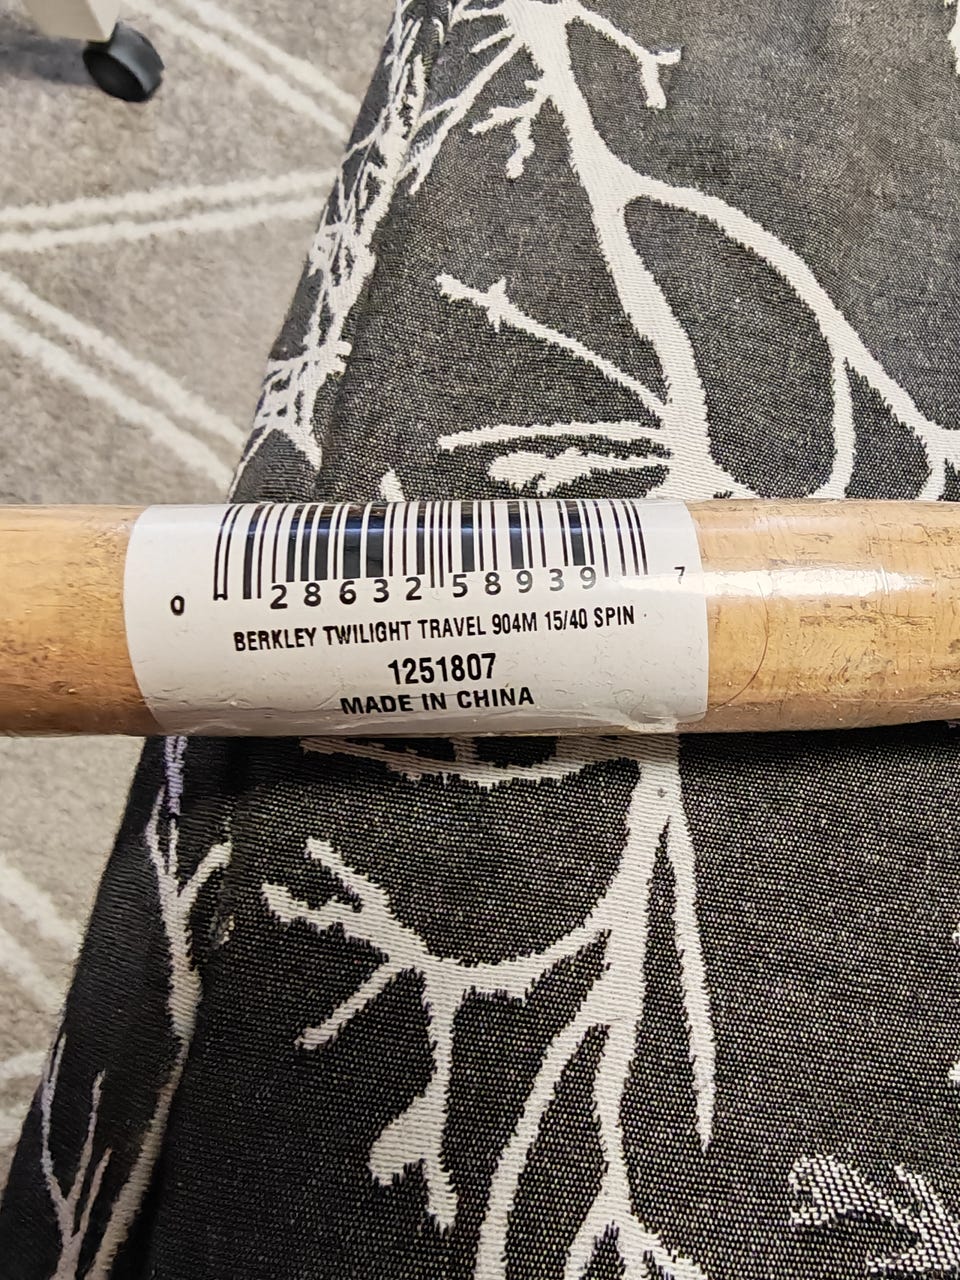 0 28632 58939 7
BERKLEY TWILIGHT TRAVEL 904M 15/40 SPIN
1251807
MADE IN CHINA